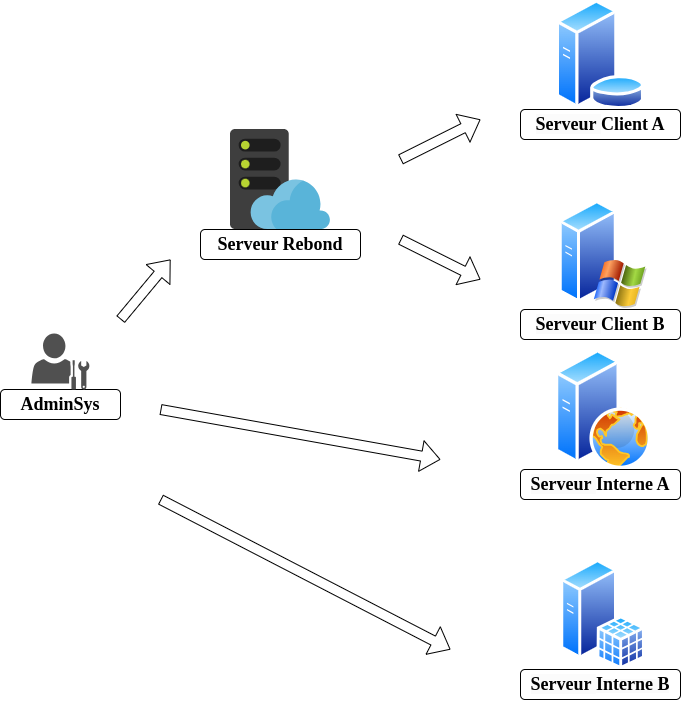 Serveur Client A
Serveur Rebond
Serveur Client B
AdminSys
Serveur Interne A
Serveur Interne B